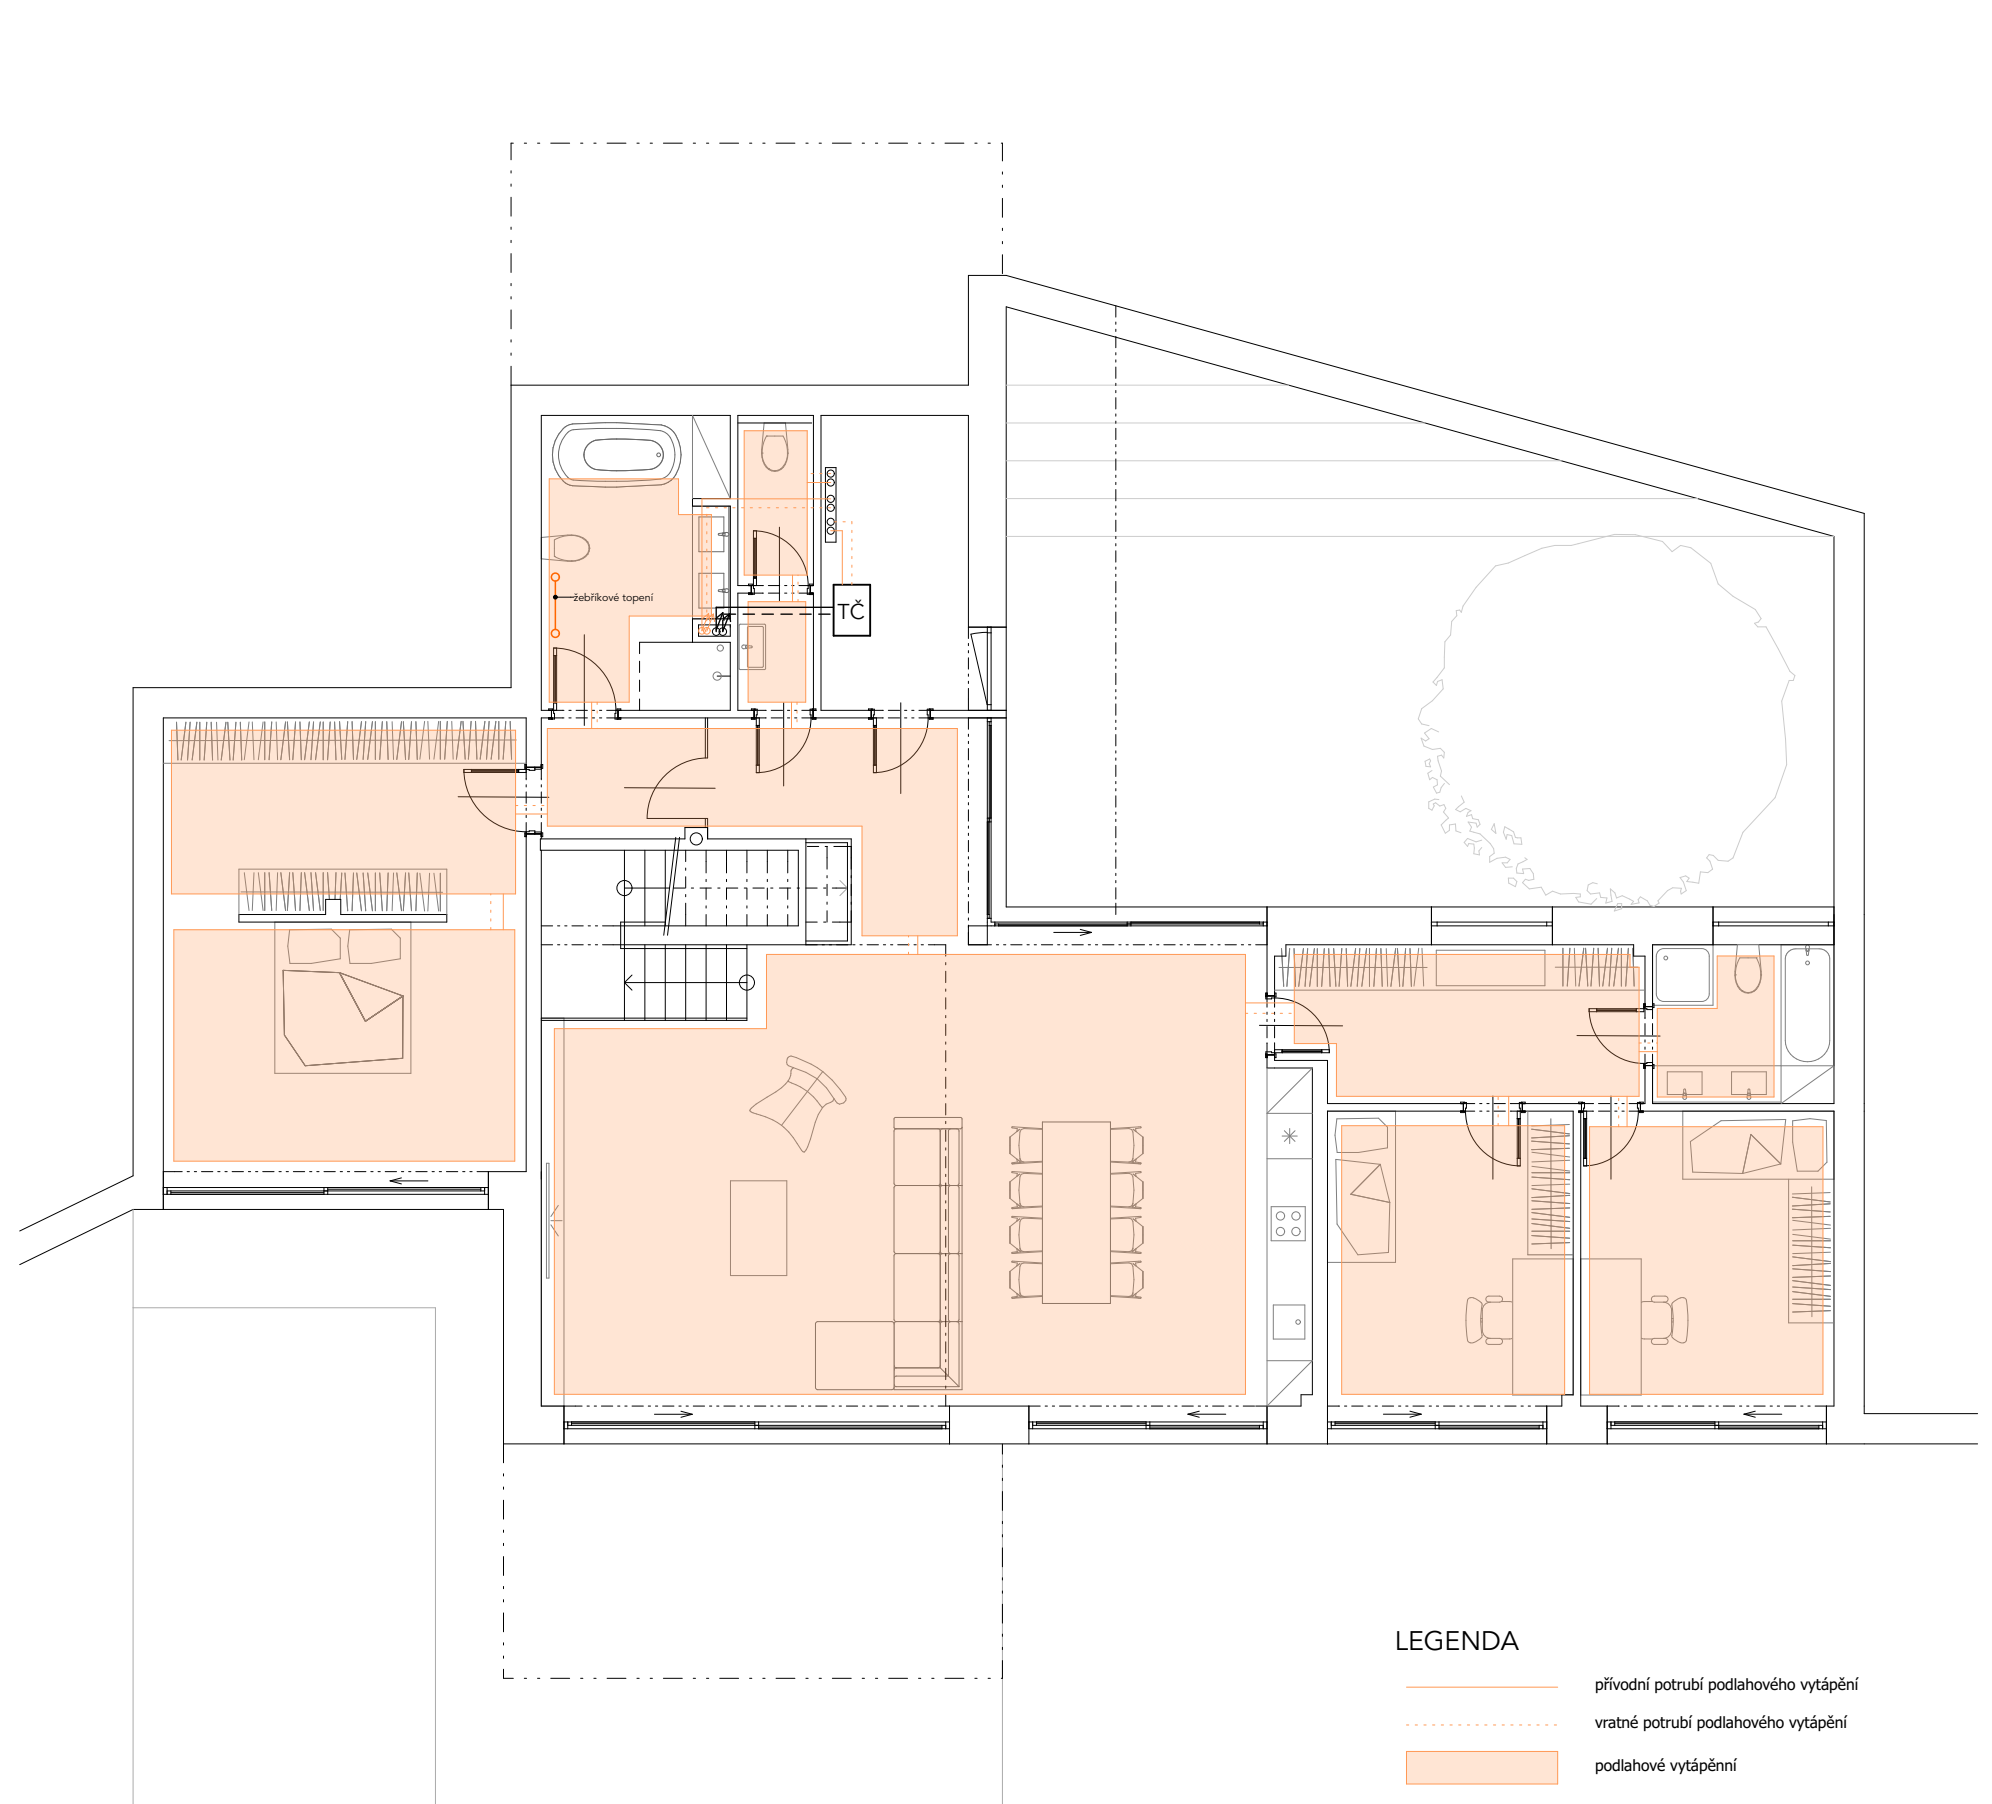 žebříkové topení
TČ
LEGENDA
přívodní potrubí podlahového vytápění
vratné potrubí podlahového vytápění
podlahové vytápěnní